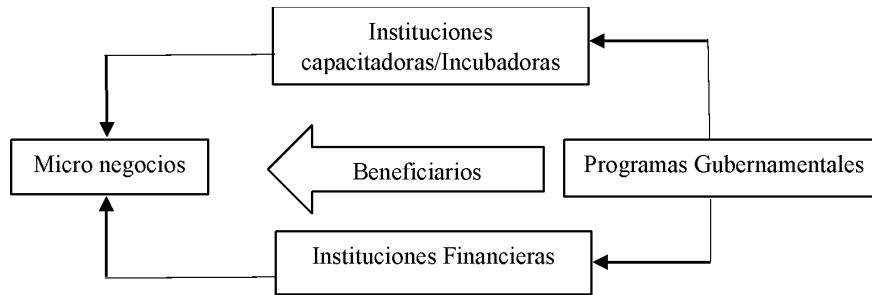 Instituciones
capacitadoras/Incubadoras
Micro negocios
Beneficiarios
Programas Gubernamentales
Instituciones Financieras